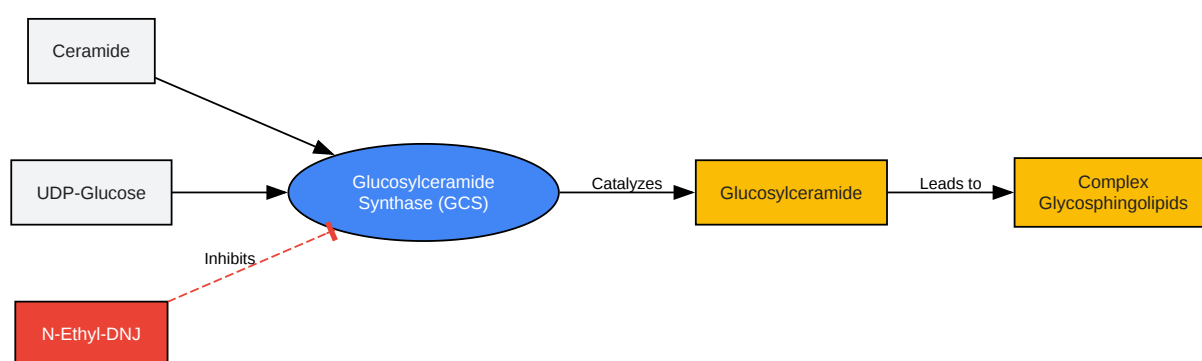 Ceramide
UDP-Glucose
Glucosylceramide
Synthase (GCS)
Catalyzes
Glucosylceramide
Leads to
Complex
Glycosphingolipids
Inhibits
N-Ethyl-DNJ